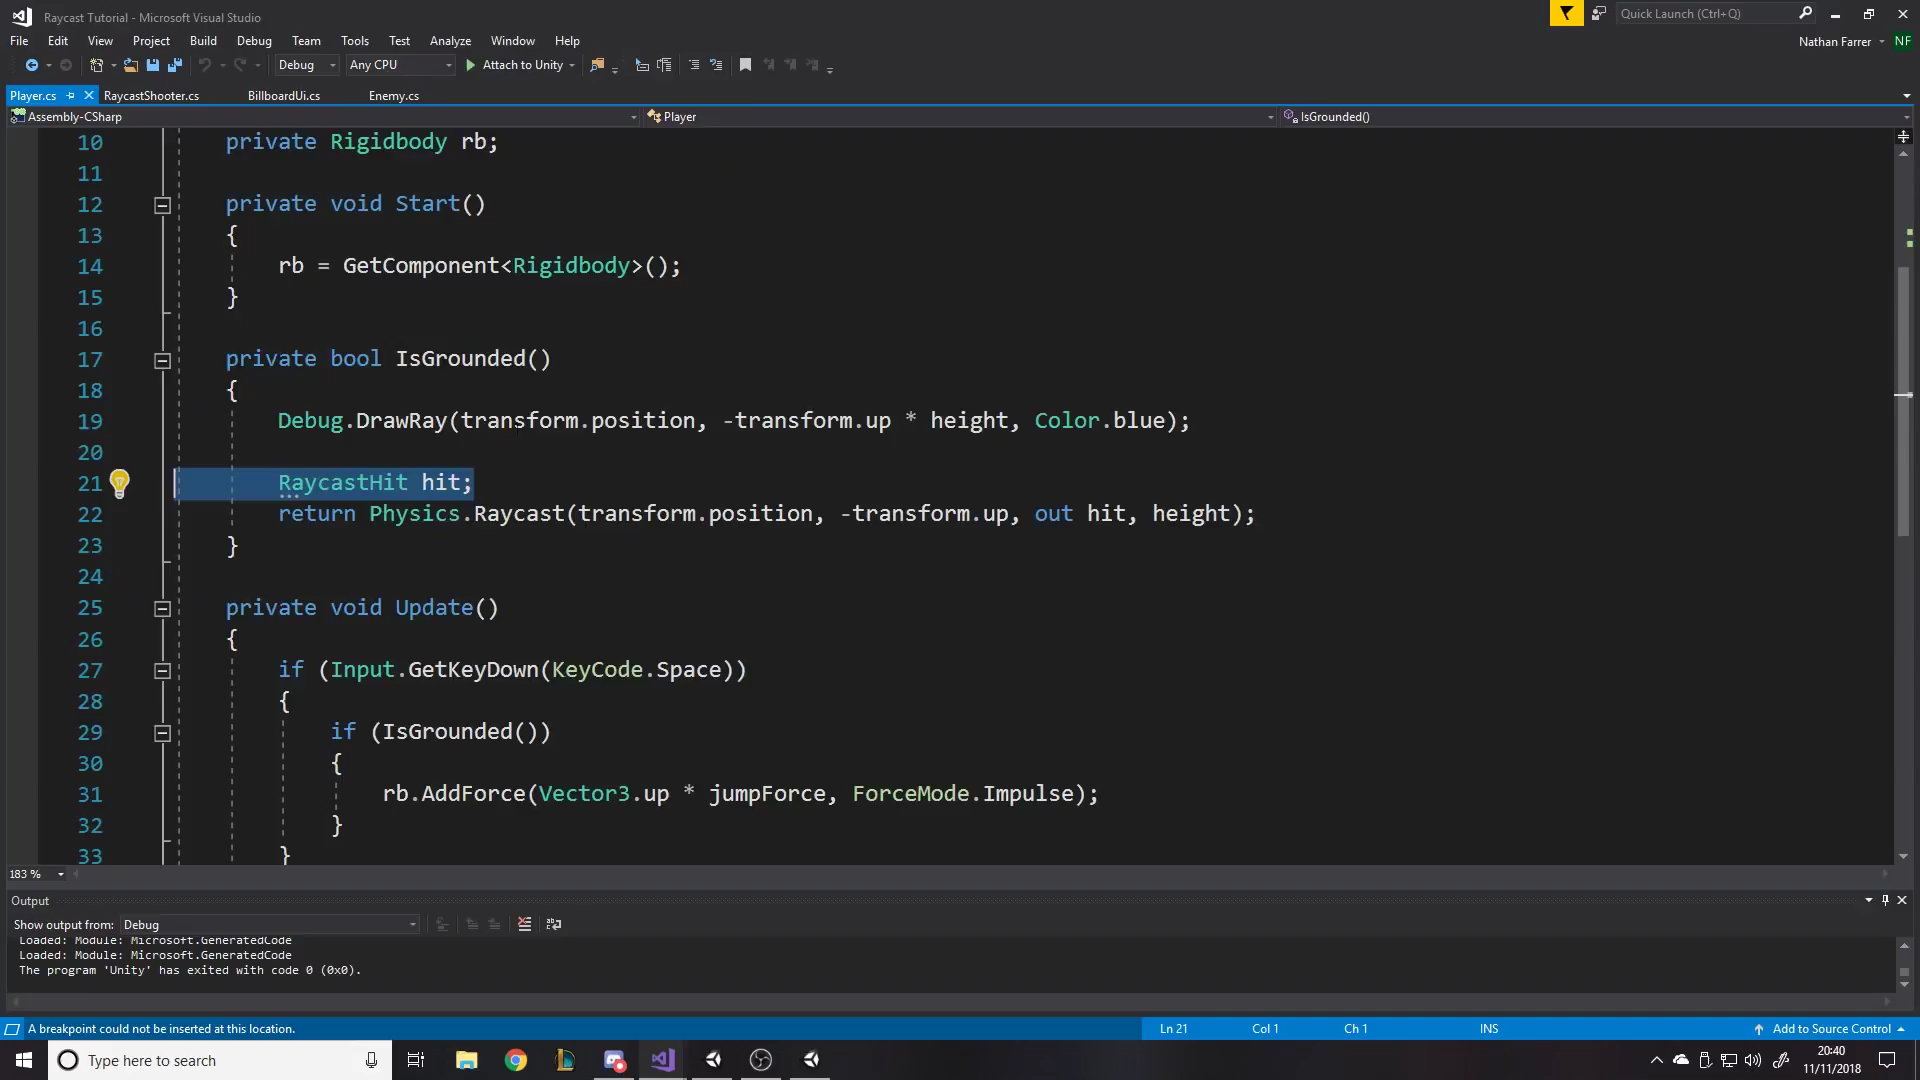 Raycast Tutorial - Microsoft Visual Studio
Quick Launch (Ctrl+Q)
File Edit View Project Build Debug Team Tools Test Analyze Window Help
Nathan Farrer NF
Debug Any CPU Attach to Unity
Player.cs RaycastShooter.cs BillboardUi.cs Enemy.cs
Assembly-CSharp Player IsGrounded()
10 private Rigidbody rb;
11
12 private void Start()
13 {
14 rb = GetComponent<Rigidbody>();
15 }
16
17 private bool IsGrounded()
18 {
19 Debug.DrawRay(transform.position, -transform.up * height, Color.blue);
20
21 RaycastHit hit;
22 return Physics.Raycast(transform.position, -transform.up, out hit, height);
23 }
24
25 private void Update()
26 {
27 if (Input.GetKeyDown(KeyCode.Space))
28 {
29 if (IsGrounded())
30 {
31 rb.AddForce(Vector3.up * jumpForce, ForceMode.Impulse);
32 }
33 }
183 %
Output
Show output from: Debug
Loaded: Module: Microsoft.GeneratedCode
Loaded: Module: Microsoft.GeneratedCode
The program 'Unity' has exited with code 0 (0x0).
A breakpoint could not be inserted at this location. Ln 21 Col 1 Ch 1 INS Add to Source Control
Type here to search
20:40
11/11/2018